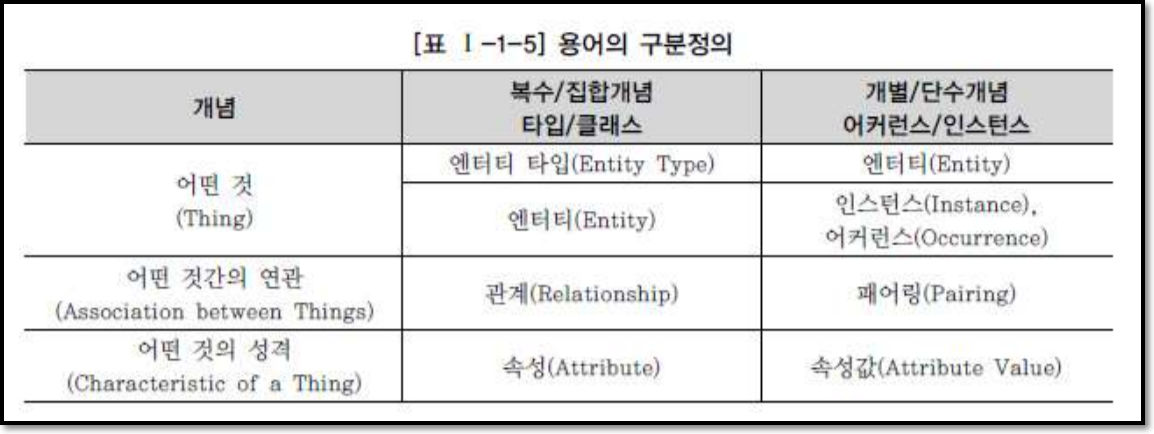 [표 Ⅰ-1-5] 용어의 구분정의
개념
복수/집합개념
타입/클래스
개별/단수개념
어커런스/인스턴스
어떤 것
(Thing)
엔터티 타입(Entity Type)
엔터티(Entity)
엔터티(Entity)
인스턴스(Instance),
어커런스(Occurrence)
어떤 것간의 연관
(Association between Things)
관계(Relationship)
패어링(Pairing)
어떤 것의 성격
(Characteristic of a Thing)
속성(Attribute)
속성값(Attribute Value)